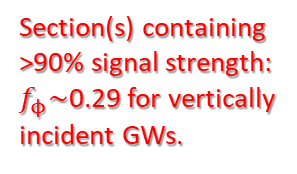 Section(s) containing
>90% signal strength:
fϕ~0.29 for vertically
incident GWs.